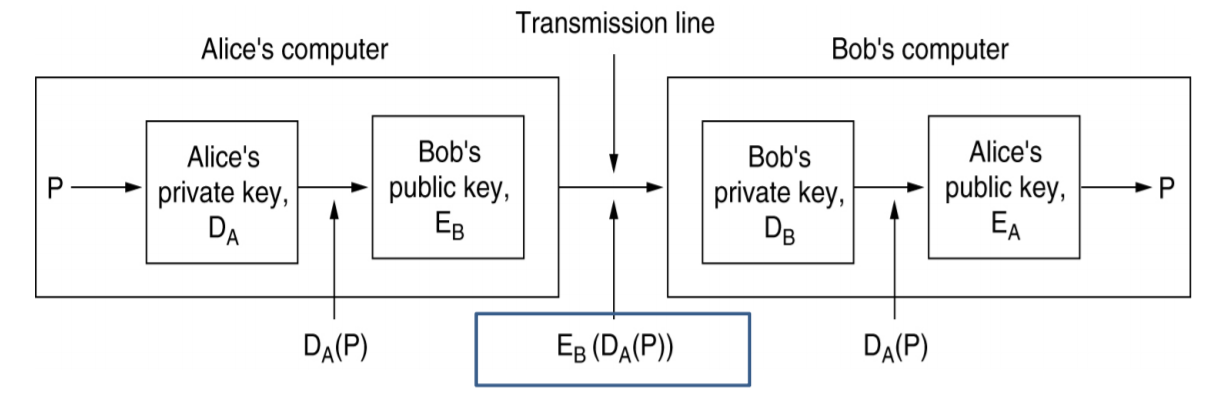 Transmission line
Alice's computer
Bob's computer
P
Alice's
private key,
D_A
Bob's
public key,
E_B
Bob's
private key,
D_B
Alice's
public key,
E_A
P
D_A(P)
E_B (D_A(P))
D_A(P)